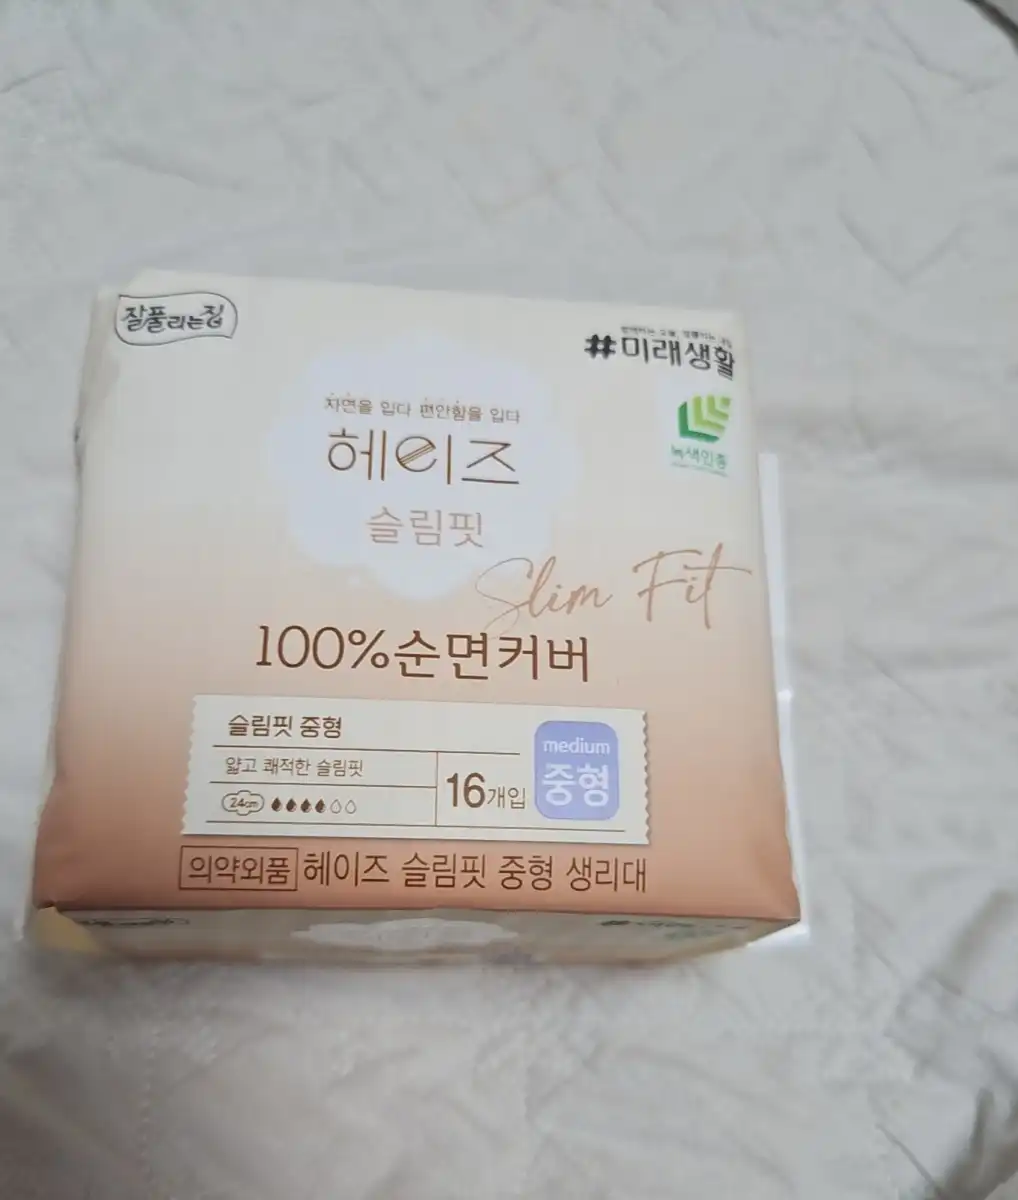 잘풀리는집
#미래생활
녹색인증
자연을 입다 편안함을 입다
헤이즈
슬림핏
Slim Fit
100%순면커버
슬림핏 중형
얇고 쾌적한 슬림핏
24cm
16개입
medium
중형
의약외품 헤이즈 슬림핏 중형 생리대